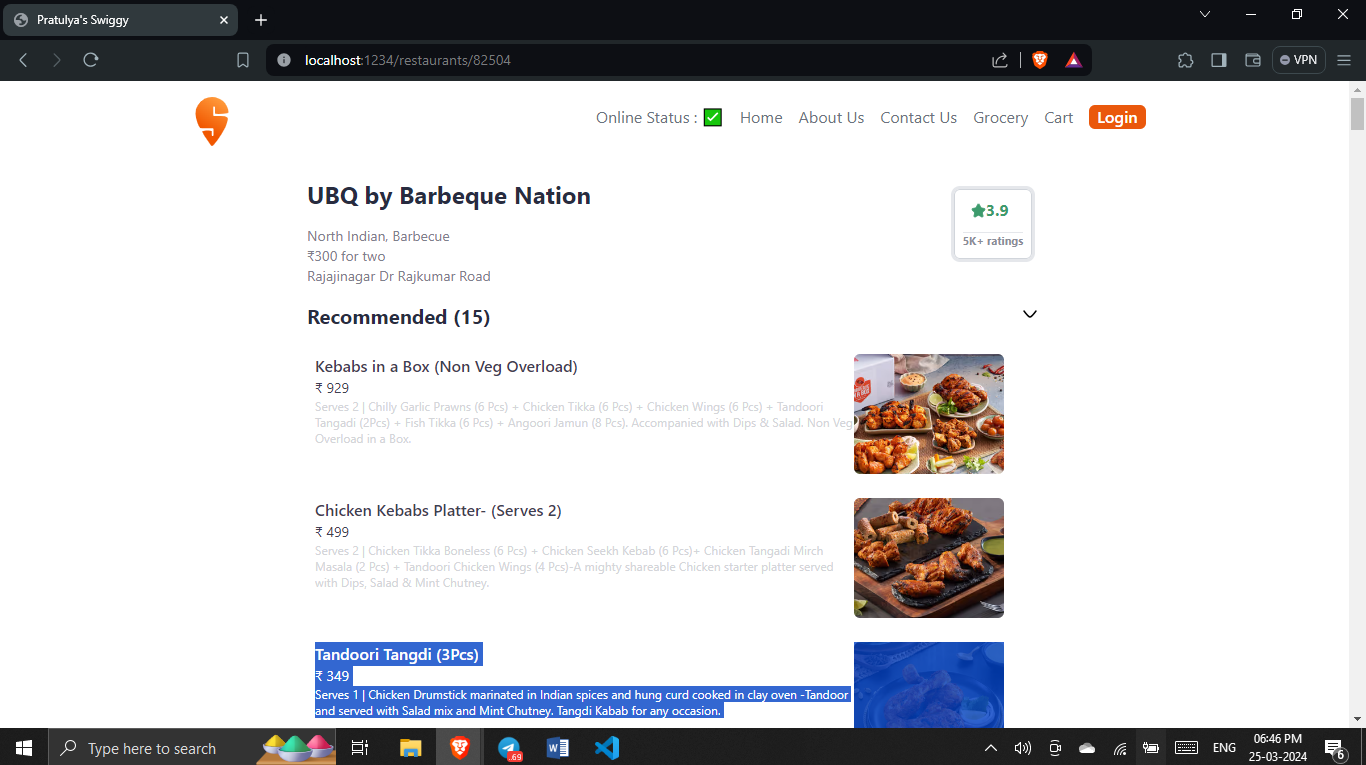 Pratulya's Swiggy
localhost:1234/restaurants/82504
VPN
Online Status : ✅ Home About Us Contact Us Grocery Cart Login
UBQ by Barbeque Nation
3.9
5K+ ratings
North Indian, Barbecue
₹300 for two
Rajajinagar Dr Rajkumar Road
Recommended (15)
Kebabs in a Box (Non Veg Overload)
₹ 929
Serves 2 | Chilly Garlic Prawns (6 Pcs) + Chicken Tikka (6 Pcs) + Chicken Wings (6 Pcs) + Tandoori
Tangadi (2Pcs) + Fish Tikka (6 Pcs) + Angoori Jamun (8 Pcs). Accompanied with Dips & Salad. Non Veg
Overload in a Box.
Chicken Kebabs Platter- (Serves 2)
₹ 499
Serves 2 | Chicken Tikka Boneless (6 Pcs) + Chicken Seekh Kebab (6 Pcs)+ Chicken Tangadi Mirch
Masala (2 Pcs) + Tandoori Chicken Wings (4 Pcs)-A mighty shareable Chicken starter platter served
with Dips, Salad & Mint Chutney.
Tandoori Tangdi (3Pcs)
₹ 349
Serves 1 | Chicken Drumstick marinated in Indian spices and hung curd cooked in clay oven -Tandoor
and served with Salad mix and Mint Chutney. Tangdi Kabab for any occasion.
Type here to search
.69
W
ENG
06:46 PM
25-03-2024
6